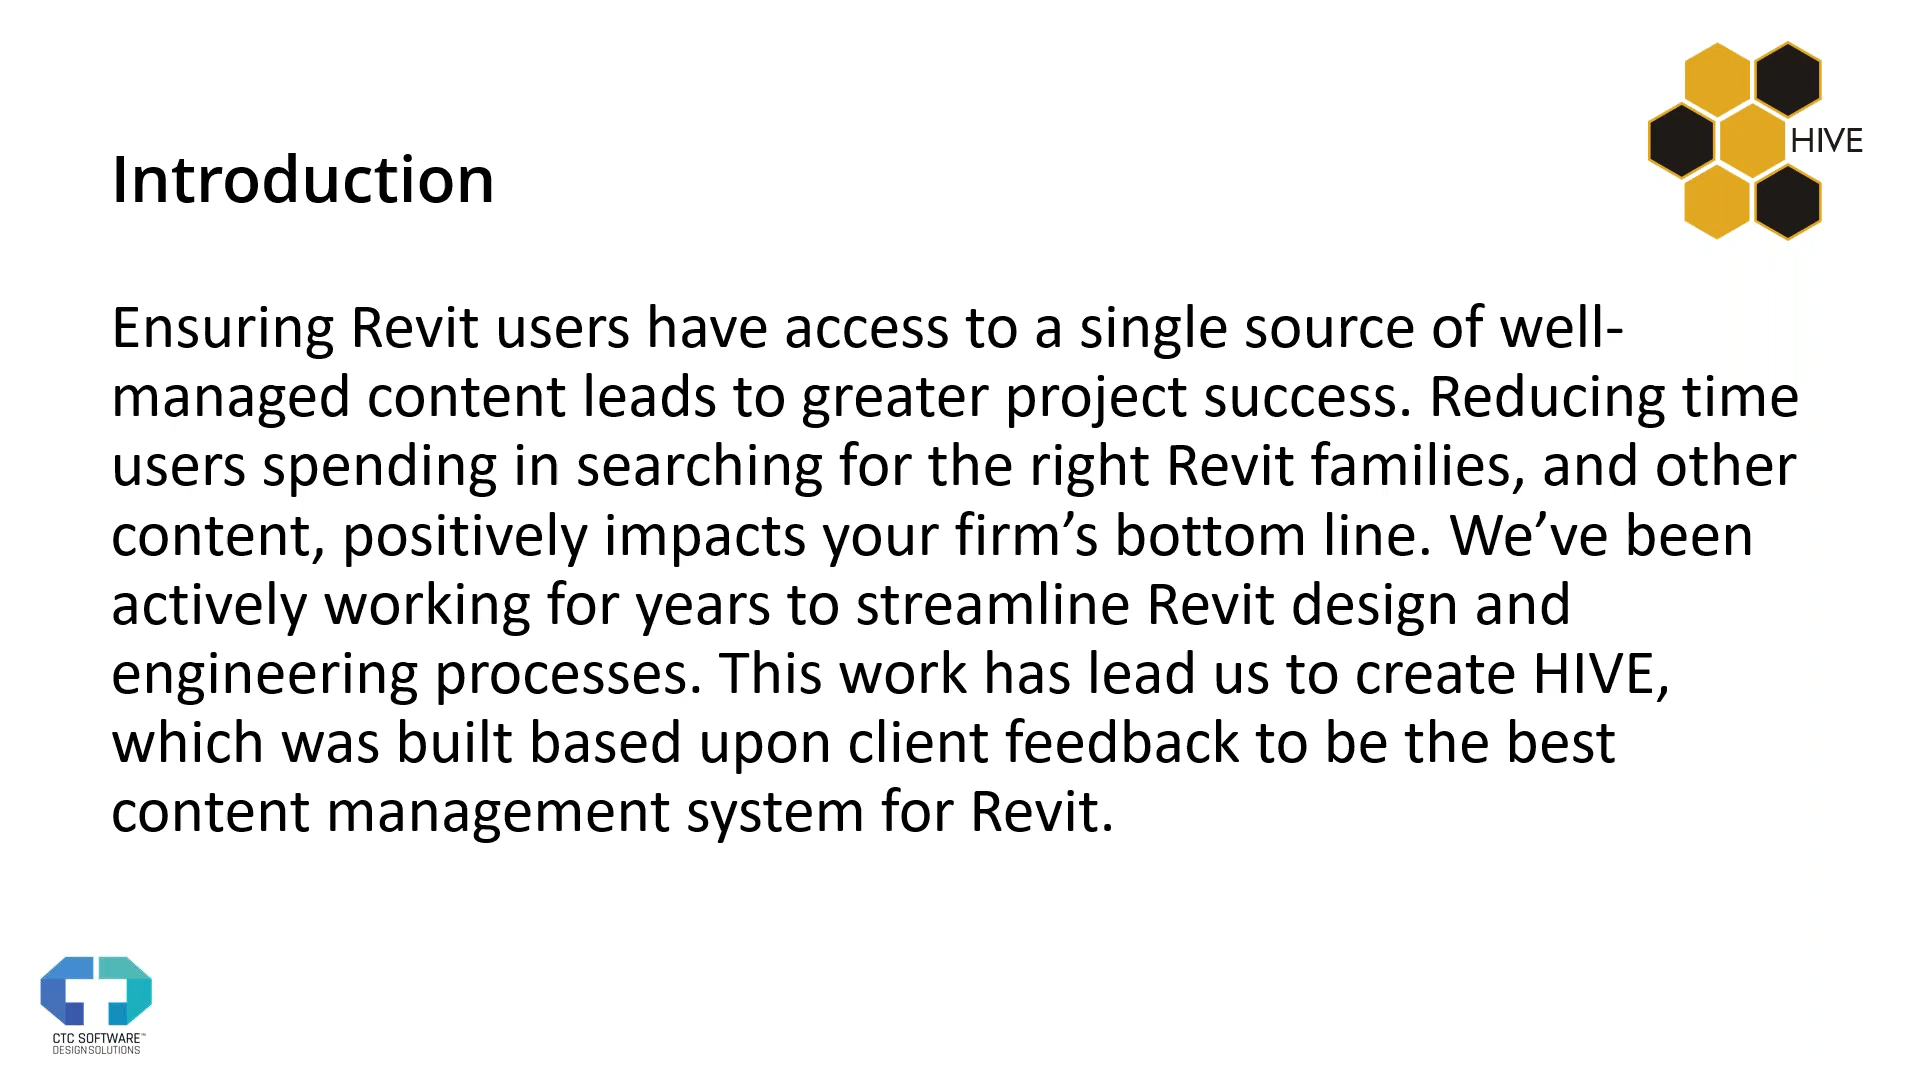 HIVE
Introduction
Ensuring Revit users have access to a single source of well-
managed content leads to greater project success. Reducing time
users spending in searching for the right Revit families, and other
content, positively impacts your firm’s bottom line. We’ve been
actively working for years to streamline Revit design and
engineering processes. This work has lead us to create HIVE,
which was built based upon client feedback to be the best
content management system for Revit.
CTC SOFTWARE™
DESIGN SOLUTIONS